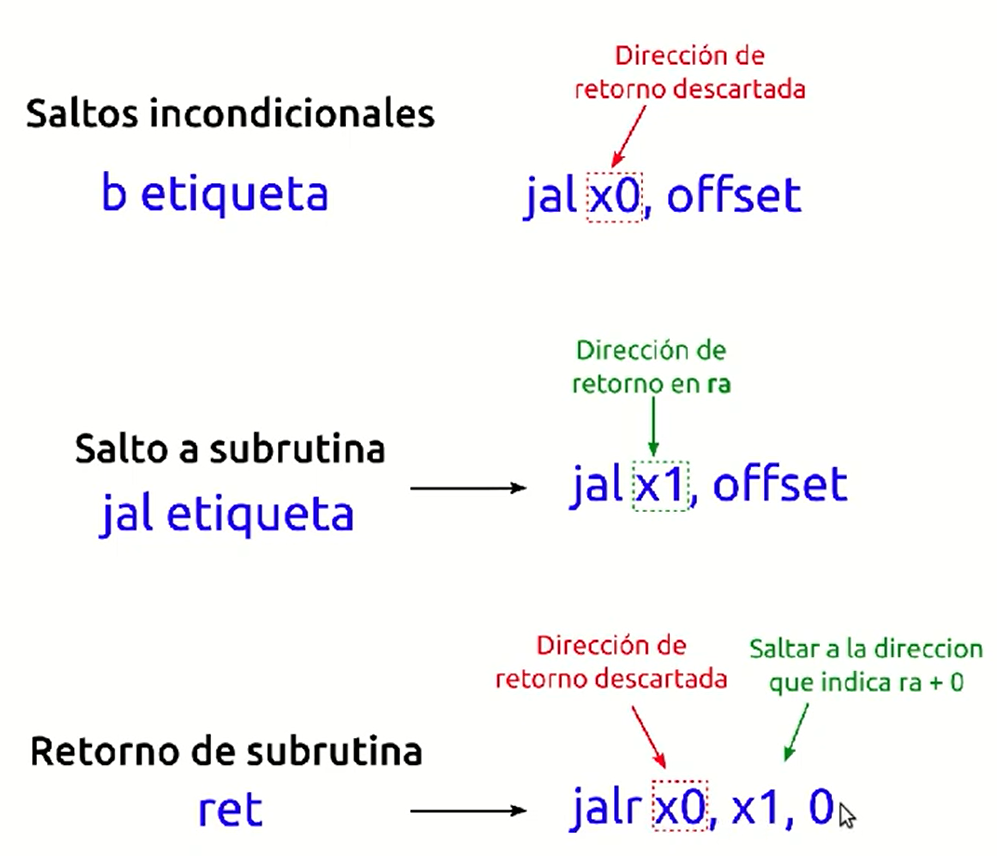 Dirección de
retorno descartada
Saltos incondicionales
b etiqueta
jal x0, offset
Dirección de
retorno en ra
Salto a subrutina
jal etiqueta
jal x1, offset
Dirección de
retorno descartada
Saltar a la direccion
que indica ra + 0
Retorno de subrutina
ret
jalr x0, x1, 0